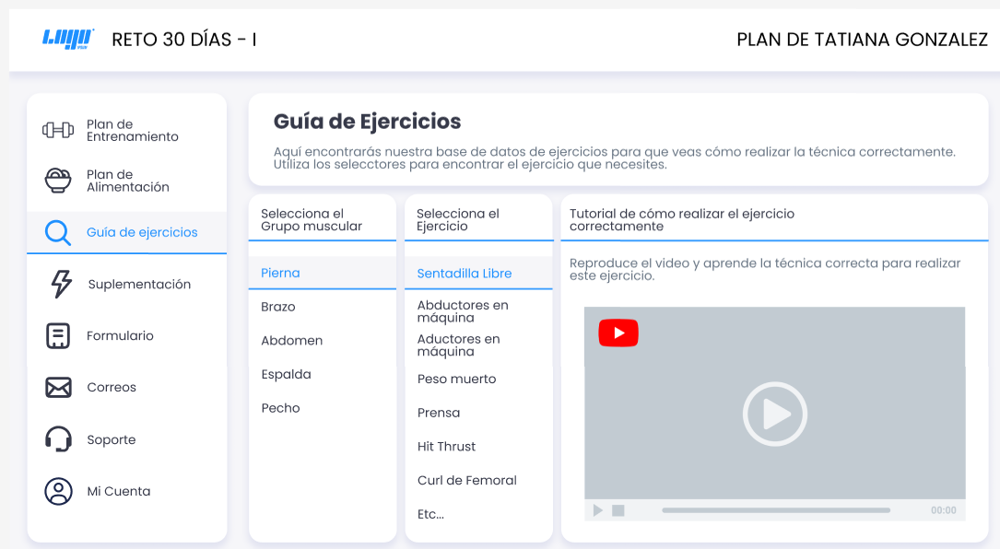 LOGO
RETO 30 DÍAS - I
PLAN DE TATIANA GONZALEZ
Plan de
Entrenamiento
Plan de
Alimentación
Guía de ejercicios
Suplementación
Formulario
Correos
Soporte
Mi Cuenta
Guía de Ejercicios
Aquí encontrarás nuestra base de datos de ejercicios para que veas cómo realizar la técnica correctamente.
Utiliza los selecctores para encontrar el ejercicio que necesites.
Selecciona el
Grupo muscular
Pierna
Brazo
Abdomen
Espalda
Pecho
Selecciona el
Ejercicio
Sentadilla Libre
Abductores en
máquina
Aductores en
máquina
Peso muerto
Prensa
Hit Thrust
Curl de Femoral
Etc...
Tutorial de cómo realizar el ejercicio
correctamente
Reproduce el video y aprende la técnica correcta para realizar
este ejercicio.
00:00